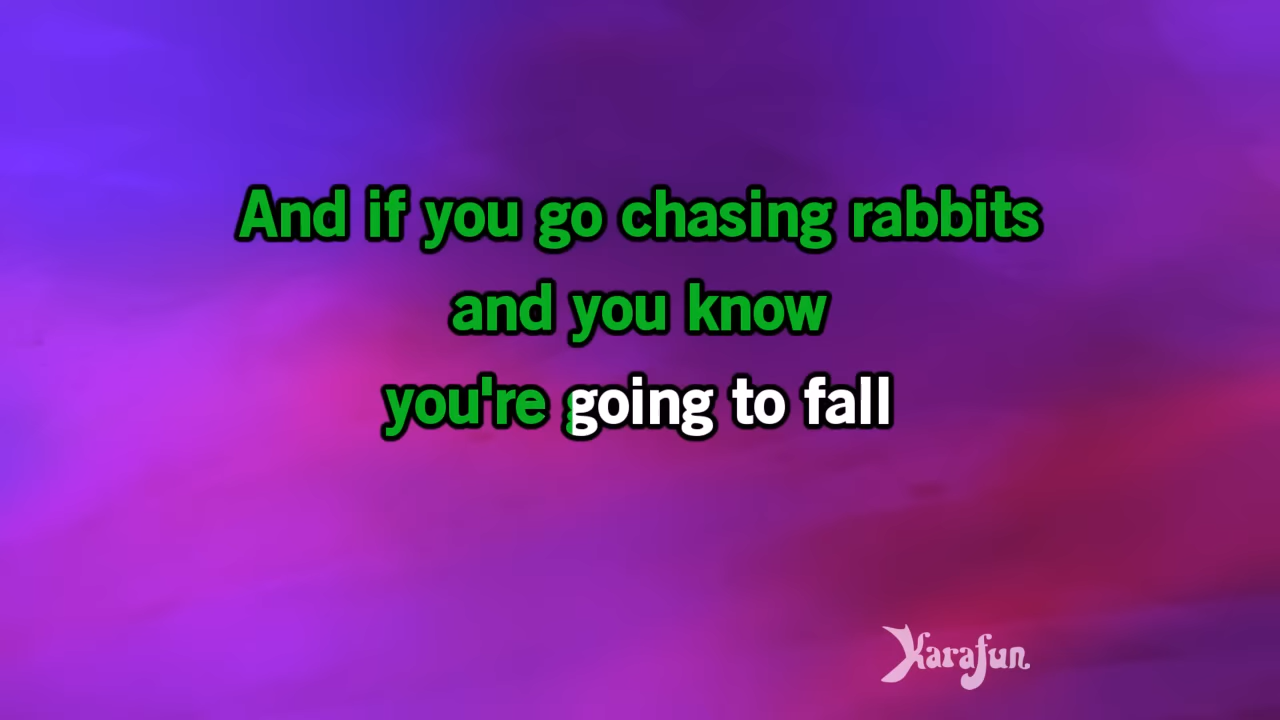 And if you go chasing rabbits
and you know
you're going to fall
Karafun